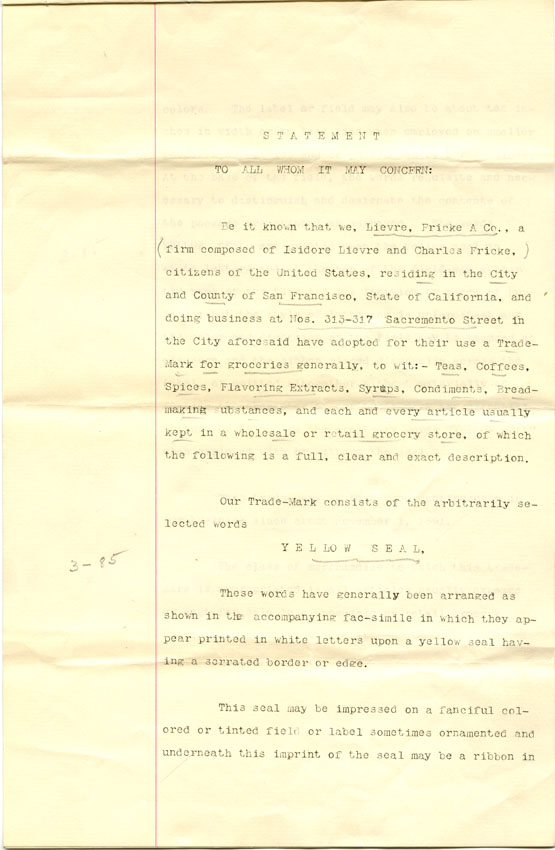 S T A T E M E N T
TO ALL WHOM IT MAY CONCERN:
Be it known that we, Lievre, Fricke A Co., a
(firm composed of Isidore Lievre and Charles Fricke,)
citizens of the United States, residing in the City
and County of San Francisco, State of California, and
doing business at Nos. 315-317 Sacremento Street in
the City aforesaid have adopted for their use a Trade-
Mark for groceries generally, to wit:- Teas, Coffees,
Spices, Flavoring Extracts, Syrups, Condiments, Bread-
making substances, and each and every article usually
kept in a wholesale or retail grocery store, of which
the following is a full, clear and exact description.
Our Trade-Mark consists of the arbitrarily se-
lected words
Y E L L O W   S E A L.
3-85
These words have generally been arranged as
shown in the accompanying fac-simile in which they ap-
pear printed in white letters upon a yellow seal hav-
ing a serrated border or edge.
This seal may be impressed on a fanciful col-
ored or tinted field or label sometimes ornamented and
underneath this imprint of the seal may be a ribbon in